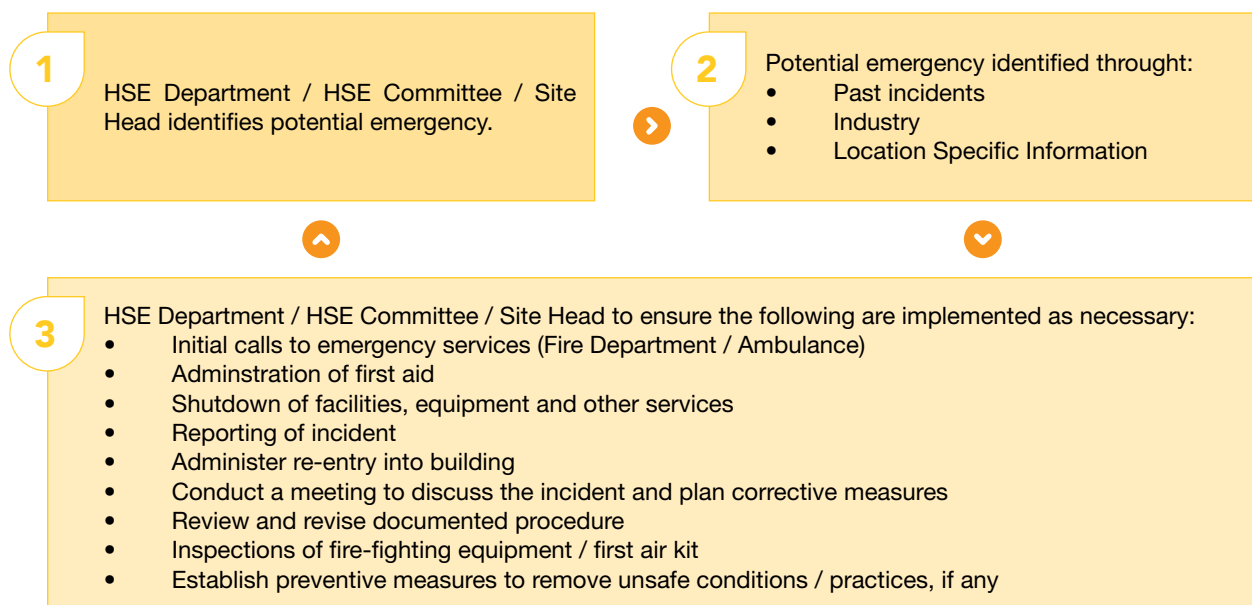 1
HSE Department / HSE Committee / Site
Head identifies potential emergency.
2
Potential emergency identified throught:
• Past incidents
• Industry
• Location Specific Information
3
HSE Department / HSE Committee / Site Head to ensure the following are implemented as necessary:
• Initial calls to emergency services (Fire Department / Ambulance)
• Adminstration of first aid
• Shutdown of facilities, equipment and other services
• Reporting of incident
• Administer re-entry into building
• Conduct a meeting to discuss the incident and plan corrective measures
• Review and revise documented procedure
• Inspections of fire-fighting equipment / first air kit
• Establish preventive measures to remove unsafe conditions / practices, if any